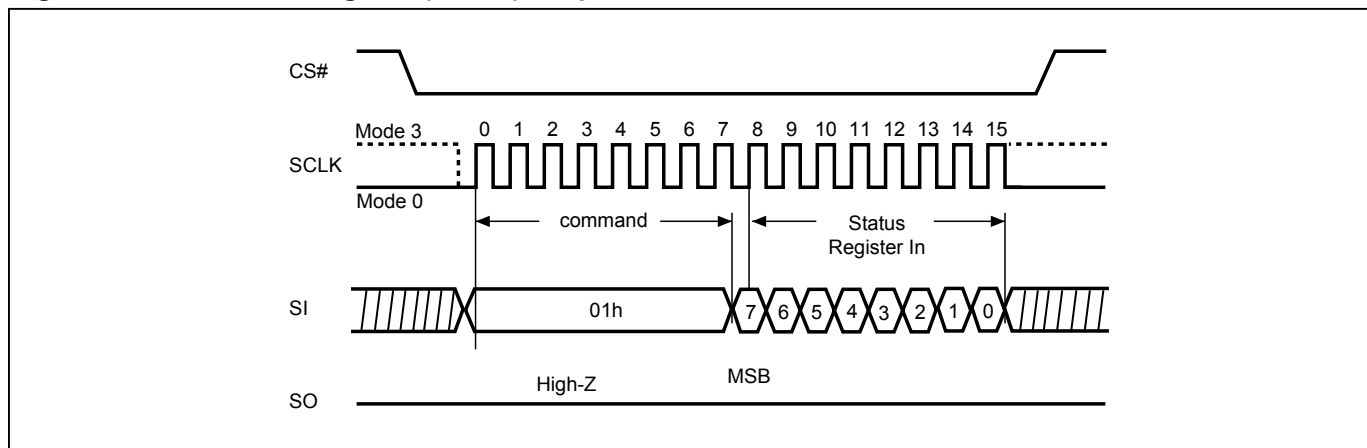 CS#
Mode 3
0 1 2 3 4 5 6 7 8 9 10 11 12 13 14 15
SCLK
Mode 0
command
Status
Register In
SI
01h
7 6 5 4 3 2 1 0
High-Z
MSB
SO